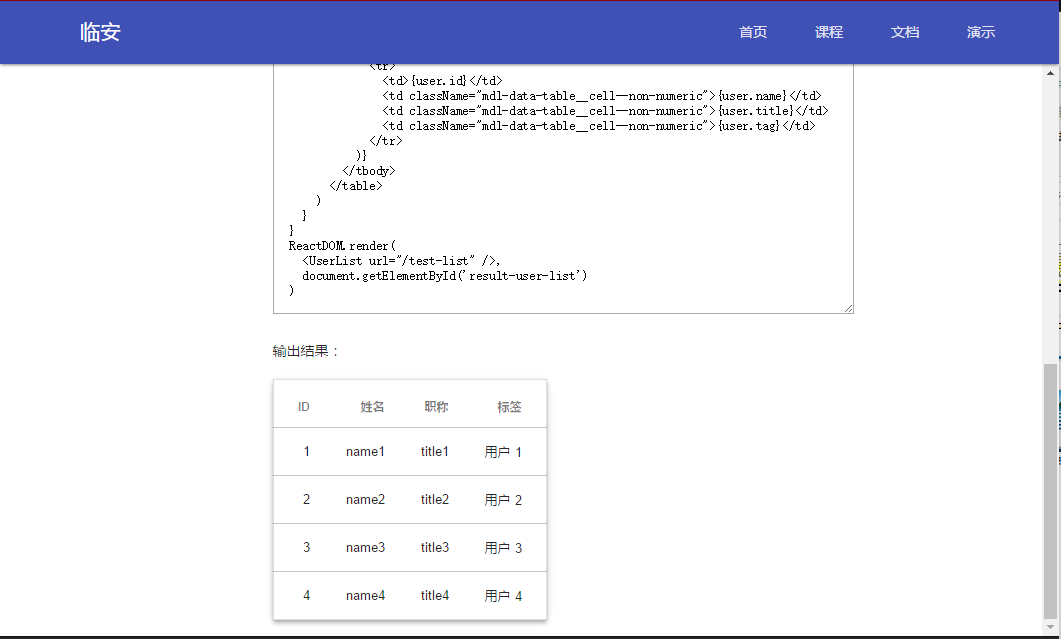 临安
首页 课程 文档 演示
<tr>
<td>{user.id}</td>
<td className="mdl-data-table__cell--non-numeric">{user.name}</td>
<td className="mdl-data-table__cell--non-numeric">{user.title}</td>
<td className="mdl-data-table__cell--non-numeric">{user.tag}</td>
</tr>
)}
</tbody>
</table>
)
}
}
ReactDOM.render(
<UserList url="/test-list" />,
document.getElementById('result-user-list')
)
输出结果：
ID 姓名 职称 标签
1 name1 title1 用户 1
2 name2 title2 用户 2
3 name3 title3 用户 3
4 name4 title4 用户 4